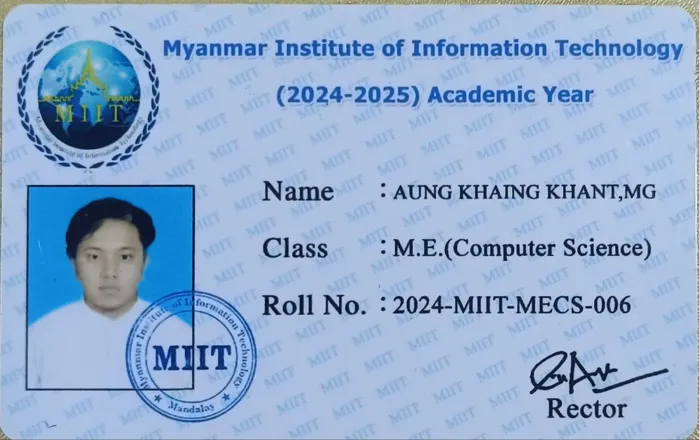 Myanmar Institute of Information Technology
(2024-2025) Academic Year
MIIT
Myanmar Institute of Information Technology
Name : AUNG KHAING KHANT,MG
Class : M.E.(Computer Science)
Roll No. : 2024-MIIT-MECS-006
Myanmar Institute of Information Technology
MIIT
Mandalay
Rector